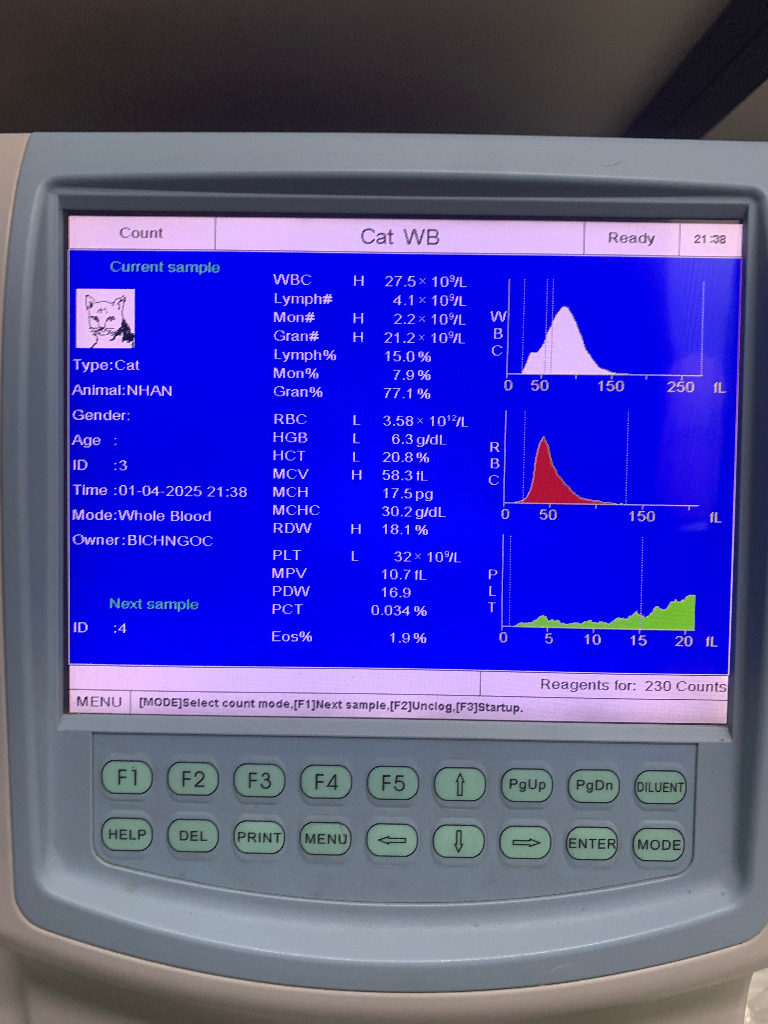 Count Cat WB Ready 21:38
Current sample
Type:Cat
Animal:NHAN
Gender:
Age :
ID :3
Time :01-04-2025 21:38
Mode:Whole Blood
Owner:BICHNGOC
Next sample
ID :4
WBC H 27.5 × 10⁹/L
Lymph# 4.1 × 10⁹/L
Mon# H 2.2 × 10⁹/L
Gran# H 21.2 × 10⁹/L
Lymph% 15.0 %
Mon% 7.9 %
Gran% 77.1 %
RBC L 3.58 × 10¹²/L
HGB L 6.3 g/dL
HCT L 20.8 %
MCV H 58.3 fL
MCH 17.5 pg
MCHC 30.2 g/dL
RDW H 18.1 %
PLT L 32 × 10⁹/L
MPV 10.7 fL
PDW 16.9
PCT 0.034 %
Eos% 1.9 %
WBC
0 50 150 250 fL
RBC
0 50 150 fL
PLT
0 5 10 15 20 fL
Reagents for: 230 Counts
MENU [MODE]Select count mode,[F1]Next sample,[F2]Unclog,[F3]Startup.
F1 F2 F3 F4 F5 ⇧ PgUp PgDn DILUENT
HELP DEL PRINT MENU ⇦ ⇩ ⇨ ENTER MODE